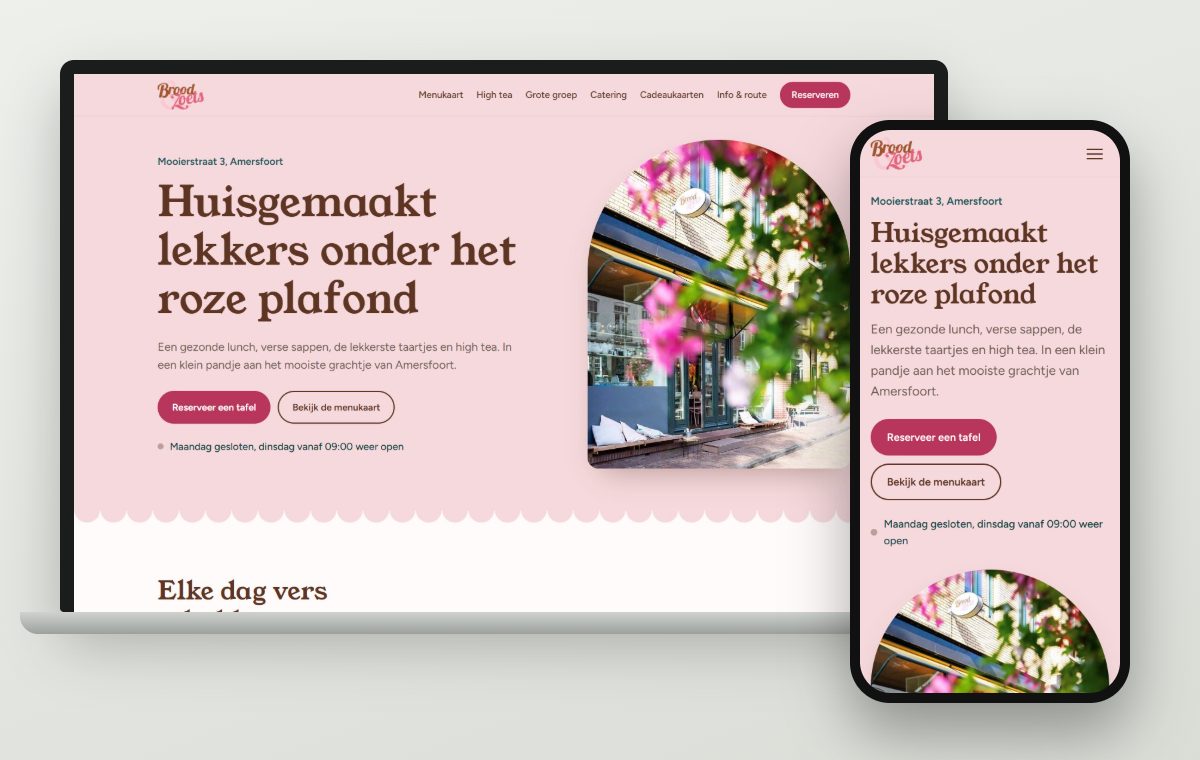 Brood
Zoets
Menukaart High tea Grote groep Catering Cadeaukaarten Info & route Reserveren
Mooierstraat 3, Amersfoort
Huisgemaakt
lekkers onder het
roze plafond
Een gezonde lunch, verse sappen, de lekkerste taartjes en high tea. In
een klein pandje aan het mooiste grachtje van Amersfoort.
Reserveer een tafel Bekijk de menukaart
Maandag gesloten, dinsdag vanaf 09:00 weer open
Elke dag vers
Brood
Zoets
Mooierstraat 3, Amersfoort
Huisgemaakt
lekkers onder het
roze plafond
Een gezonde lunch, verse sappen, de
lekkerste taartjes en high tea. In een klein
pandje aan het mooiste grachtje van
Amersfoort.
Reserveer een tafel
Bekijk de menukaart
Maandag gesloten, dinsdag vanaf 09:00 weer
open